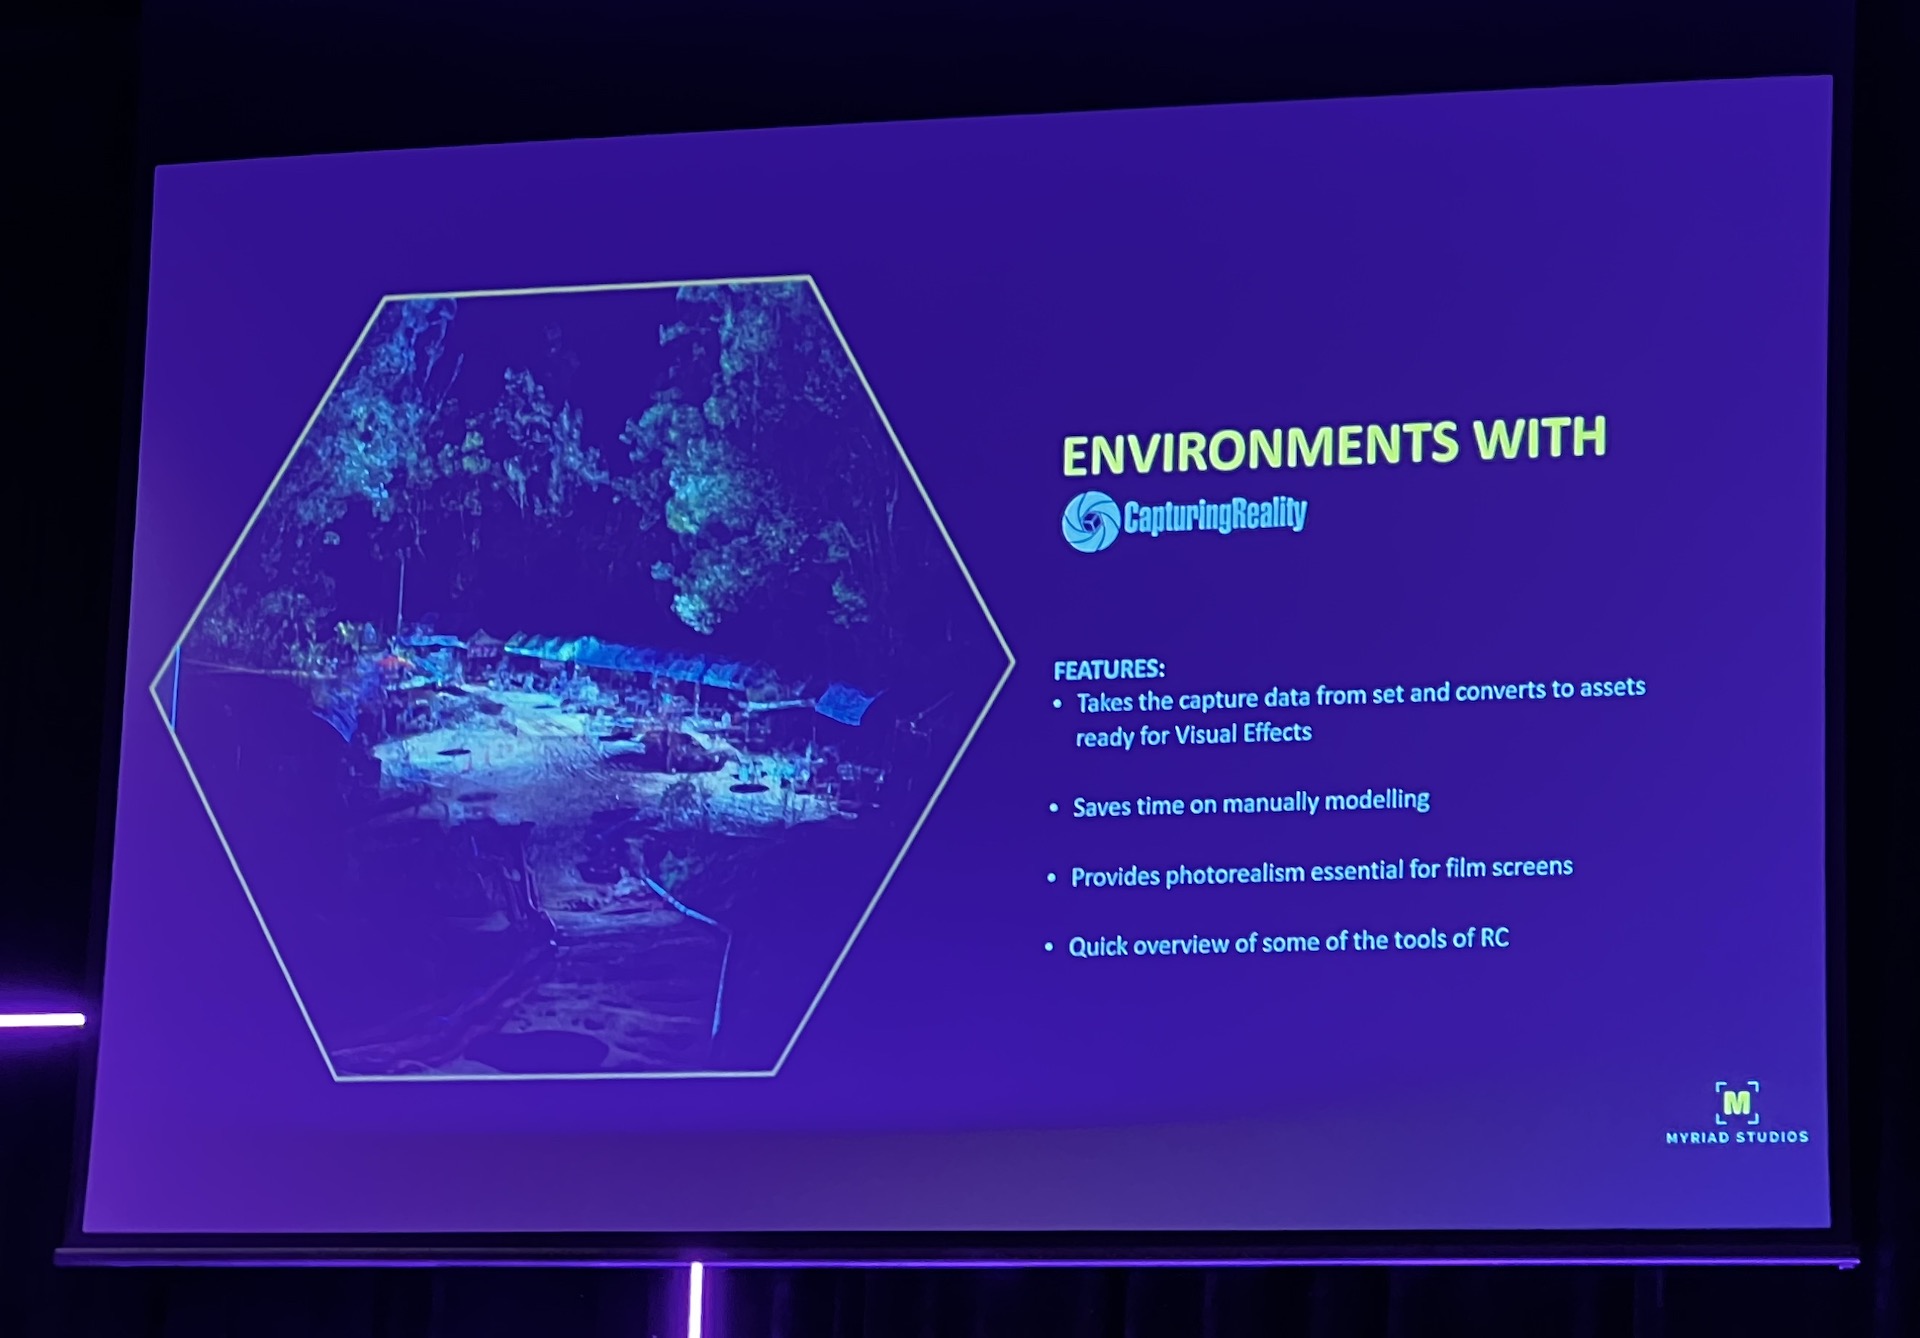 ENVIRONMENTS WITH
CapturingReality
FEATURES:
• Takes the capture data from set and converts to assets
ready for Visual Effects
• Saves time on manually modelling
• Provides photorealism essential for film screens
• Quick overview of some of the tools of RC
M
MYRIAD STUDIOS